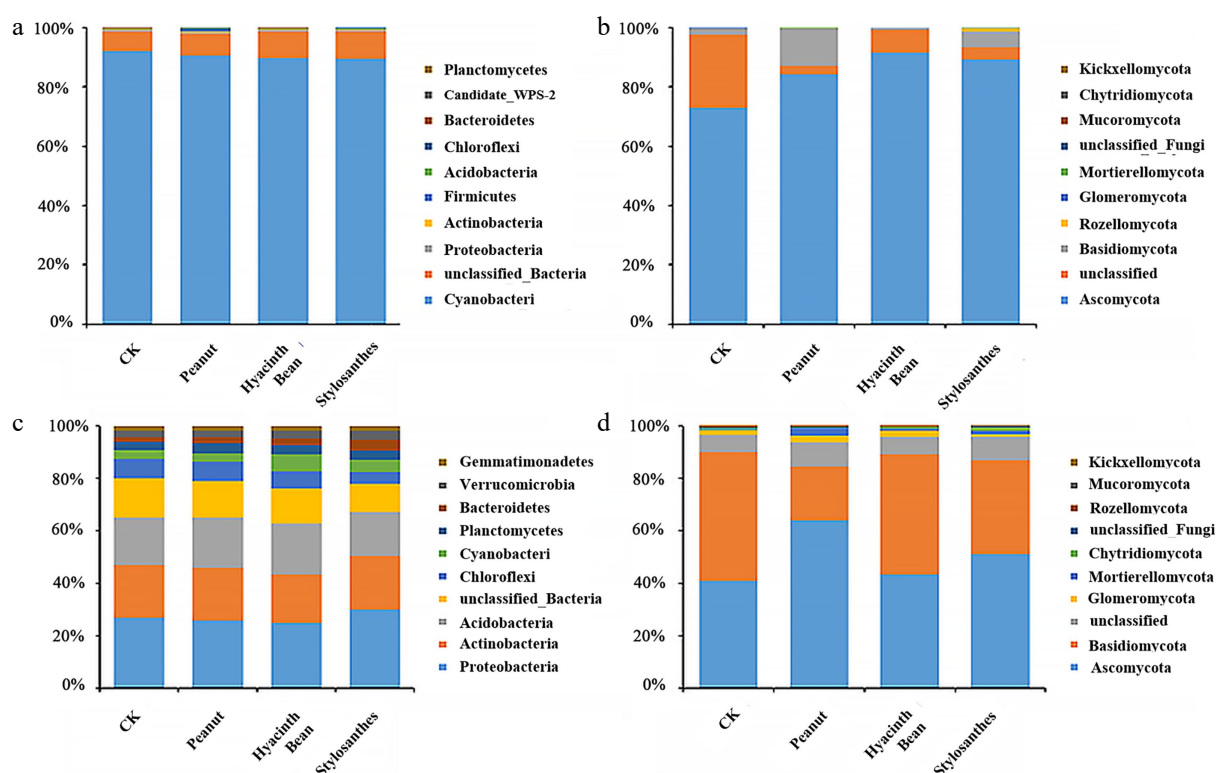 a
100%
80%
60%
40%
20%
0%
CK
Peanut
Hyacinth
Bean
Stylosanthes
Planctomycetes
Candidate_WPS-2
Bacteroidetes
Chloroflexi
Acidobacteria
Firmicutes
Actinobacteria
Proteobacteria
unclassified_Bacteria
Cyanobacteri
b
100%
80%
60%
40%
20%
0%
CK
Peanut
Hyacinth
Bean
Stylosanthes
Kickxellomycota
Chytridiomycota
Mucoromycota
unclassified_Fungi
Mortierellomycota
Glomeromycota
Rozellomycota
Basidiomycota
unclassified
Ascomycota
c
100%
80%
60%
40%
20%
0%
CK
Peanut
Hyacinth
Bean
Stylosanthes
Gemmatimonadetes
Verrucomicrobia
Bacteroidetes
Planctomycetes
Cyanobacteri
Chloroflexi
unclassified_Bacteria
Acidobacteria
Actinobacteria
Proteobacteria
d
100%
80%
60%
40%
20%
0%
CK
Peanut
Hyacinth
Bean
Stylosanthes
Kickxellomycota
Mucoromycota
Rozellomycota
unclassified_Fungi
Chytridiomycota
Mortierellomycota
Glomeromycota
unclassified
Basidiomycota
Ascomycota